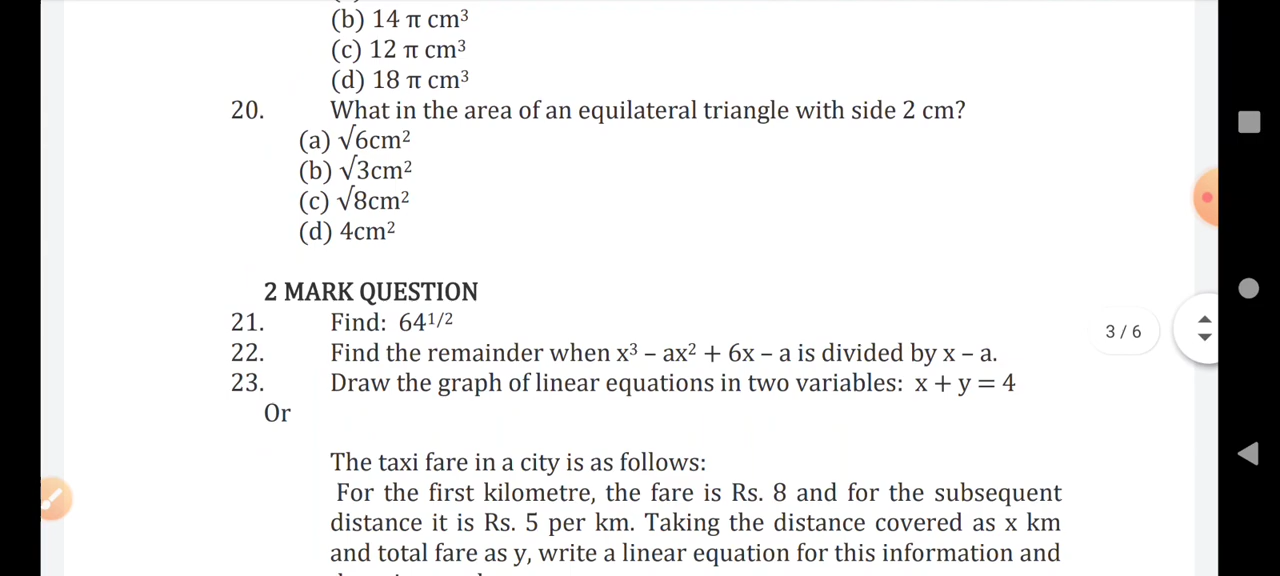 (b) 14 π cm³
(c) 12 π cm³
(d) 18 π cm³
20. What in the area of an equilateral triangle with side 2 cm?
(a) √6cm²
(b) √3cm²
(c) √8cm²
(d) 4cm²
2 MARK QUESTION
21. Find: 64^1/2
22. Find the remainder when x³ – ax² + 6x – a is divided by x – a.
23. Draw the graph of linear equations in two variables: x + y = 4
Or
The taxi fare in a city is as follows:
For the first kilometre, the fare is Rs. 8 and for the subsequent
distance it is Rs. 5 per km. Taking the distance covered as x km
and total fare as y, write a linear equation for this information and
3 / 6